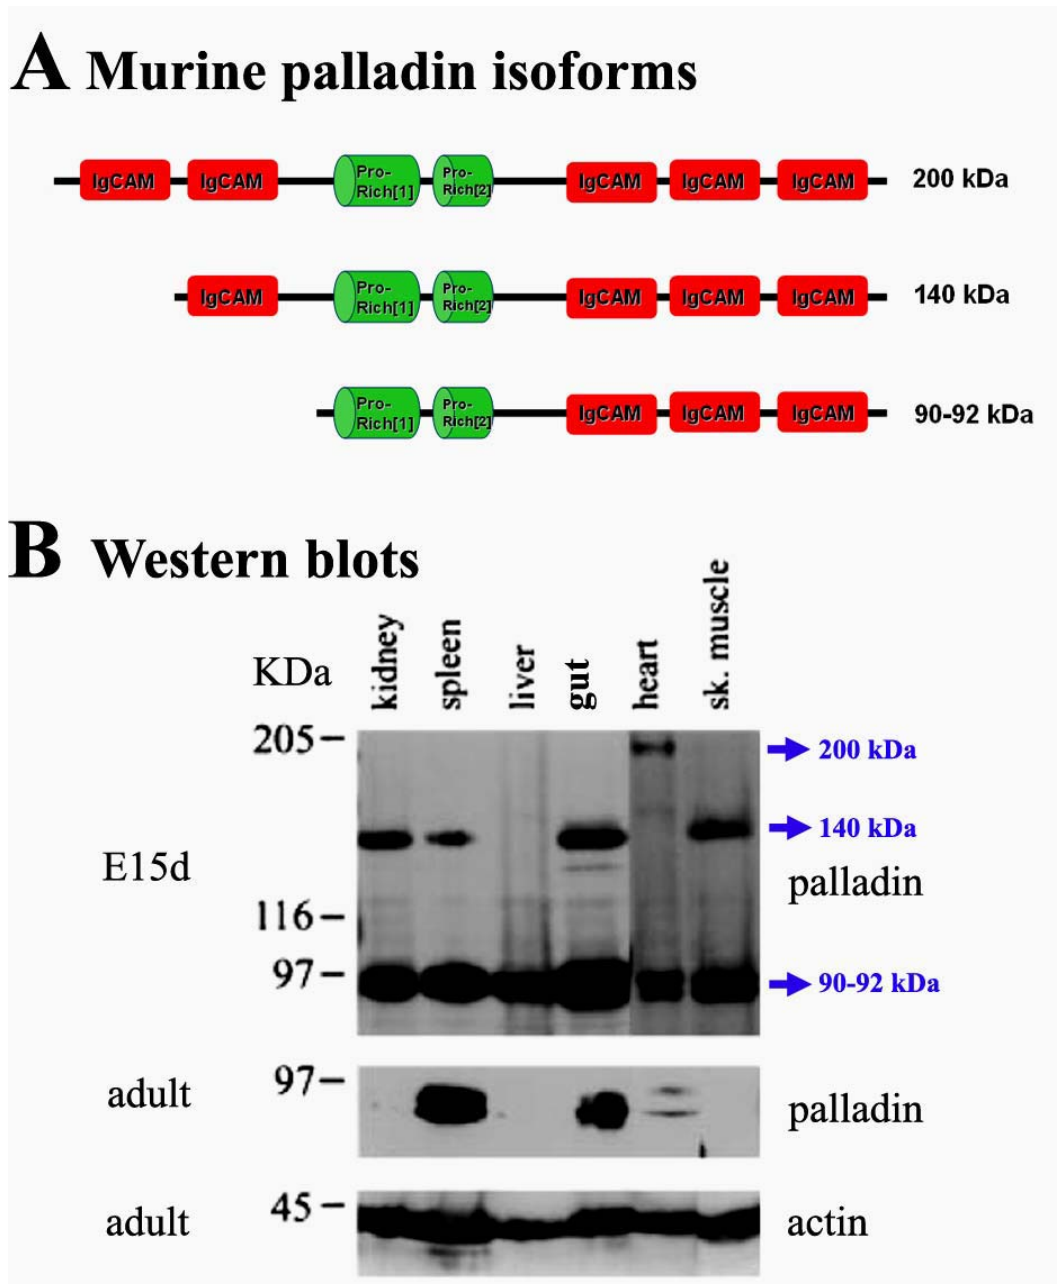 A Murine palladin isoforms
IgCAM IgCAM Pro-Rich[1] Pro-Rich[2] IgCAM IgCAM IgCAM 200 kDa
IgCAM Pro-Rich[1] Pro-Rich[2] IgCAM IgCAM IgCAM 140 kDa
Pro-Rich[1] Pro-Rich[2] IgCAM IgCAM IgCAM 90-92 kDa
B Western blots
KDa kidney spleen liver gut heart sk. muscle
205 200 kDa
140 kDa
E15d palladin
116
97 90-92 kDa
97
adult palladin
45
adult actin